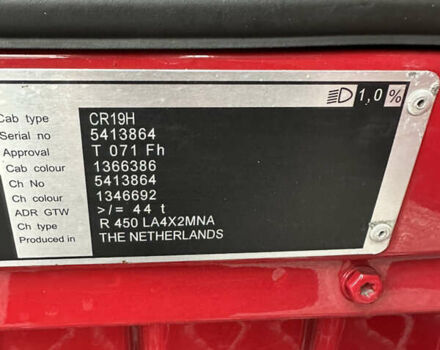 1,0%
Cab type CR19H
Serial no 5413864
Approval T 071 Fh
Cab colour 1366386
Ch No 5413864
Ch colour 1346692
ADR GTW >/= 44 t
Ch type R 450 LA4X2MNA
Produced in THE NETHERLANDS